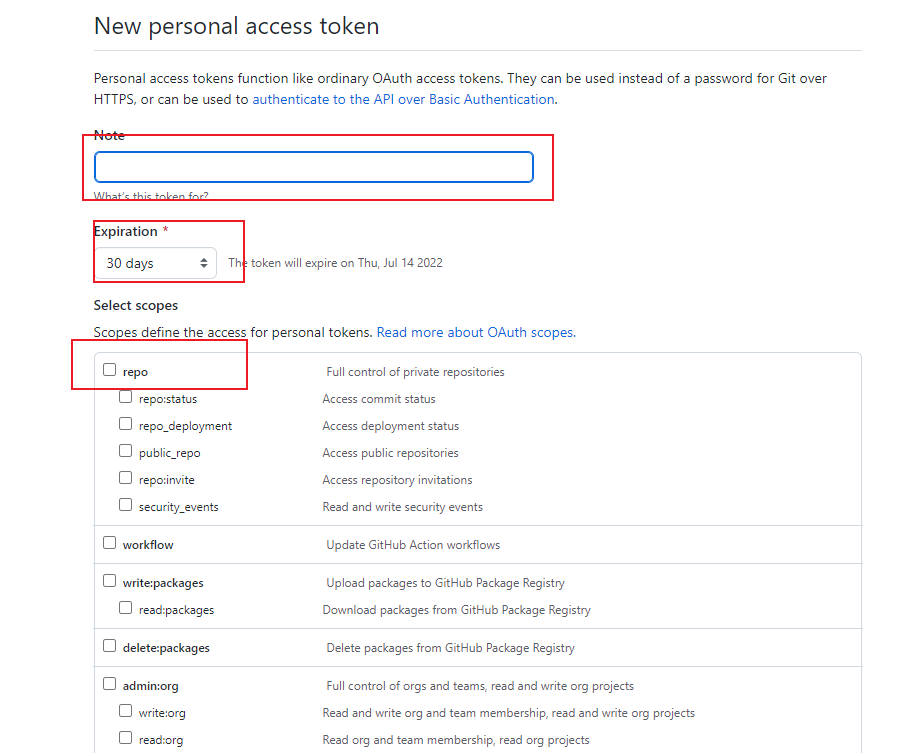 New personal access token
Personal access tokens function like ordinary OAuth access tokens. They can be used instead of a password for Git over
HTTPS, or can be used to authenticate to the API over Basic Authentication.
Note
What's this token for?
Expiration *
30 days The token will expire on Thu, Jul 14 2022
Select scopes
Scopes define the access for personal tokens. Read more about OAuth scopes.
repo Full control of private repositories
repo:status Access commit status
repo_deployment Access deployment status
public_repo Access public repositories
repo:invite Access repository invitations
security_events Read and write security events
workflow Update GitHub Action workflows
write:packages Upload packages to GitHub Package Registry
read:packages Download packages from GitHub Package Registry
delete:packages Delete packages from GitHub Package Registry
admin:org Full control of orgs and teams, read and write org projects
write:org Read and write org and team membership, read and write org projects
read:org Read org and team membership, read org projects